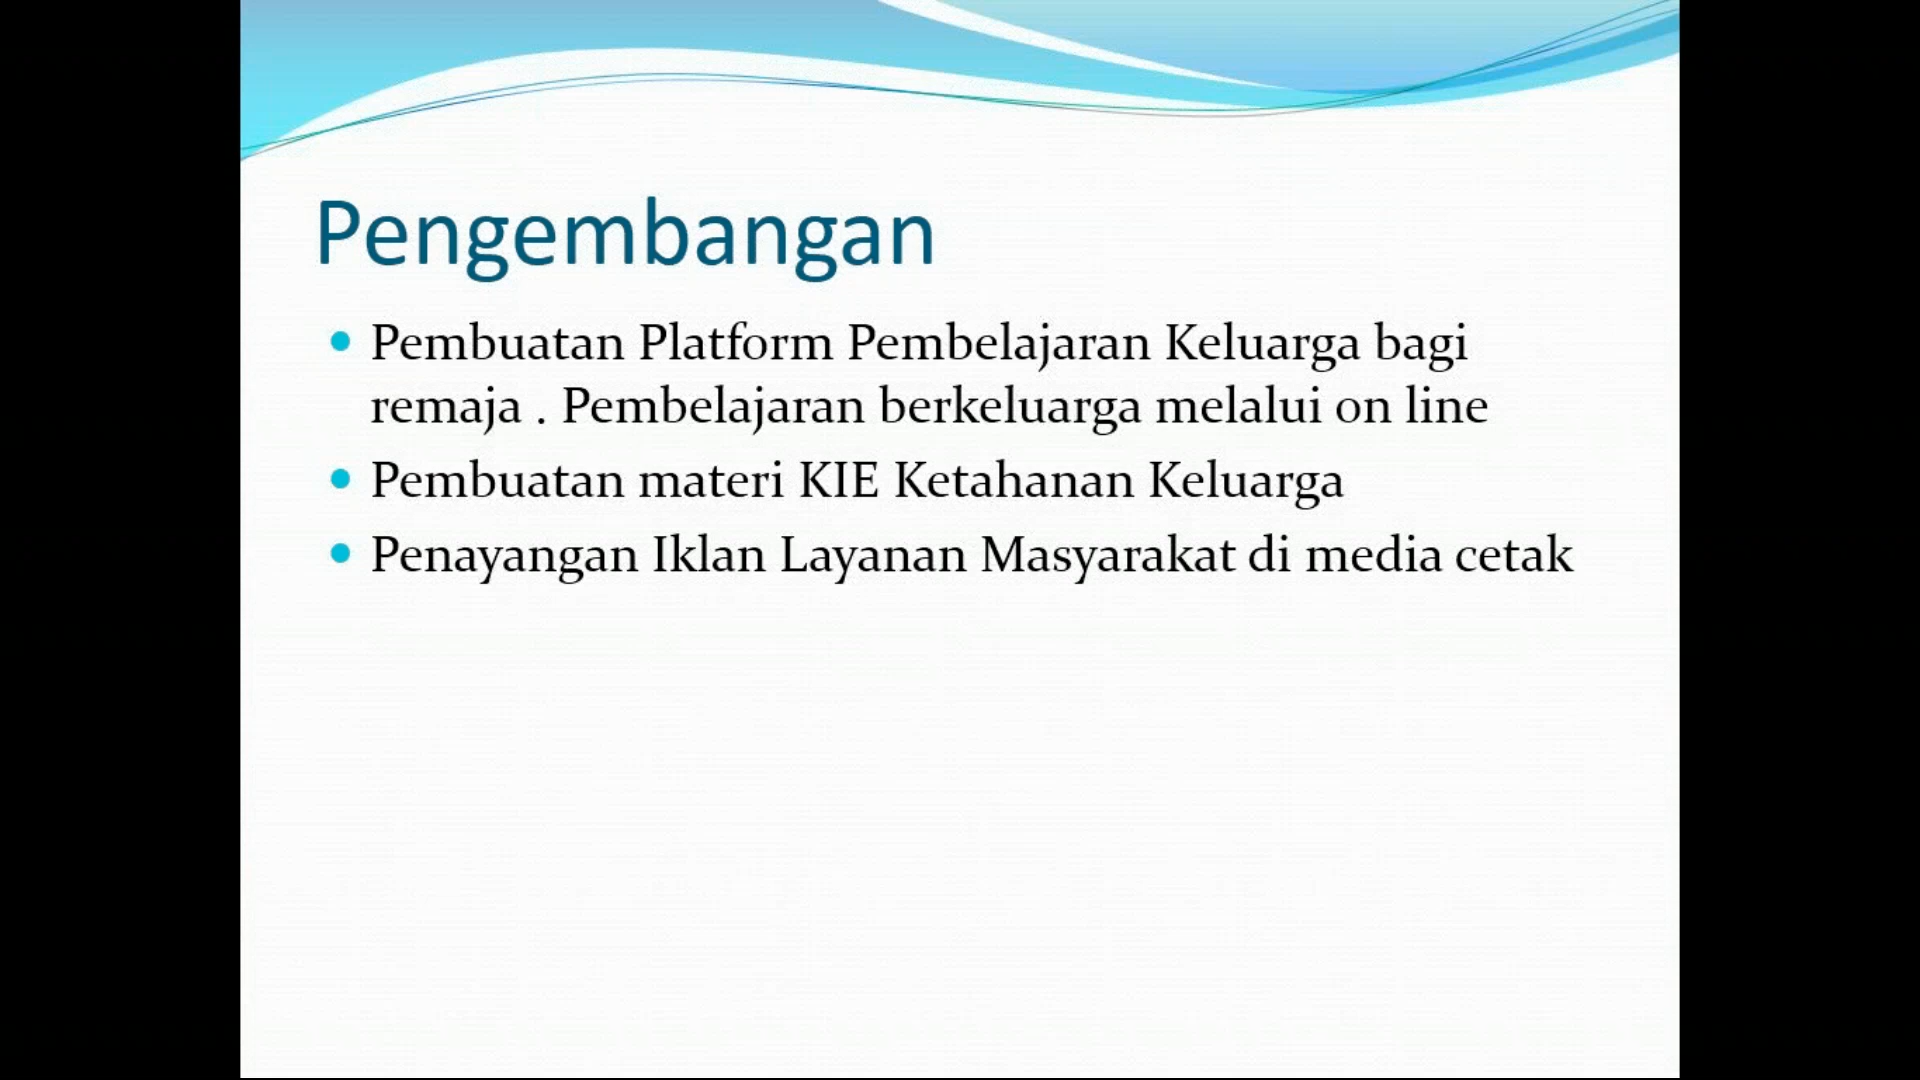 Pengembangan
Pembuatan Platform Pembelajaran Keluarga bagi
remaja . Pembelajaran berkeluarga melalui on line
Pembuatan materi KIE Ketahanan Keluarga
Penayangan Iklan Layanan Masyarakat di media cetak